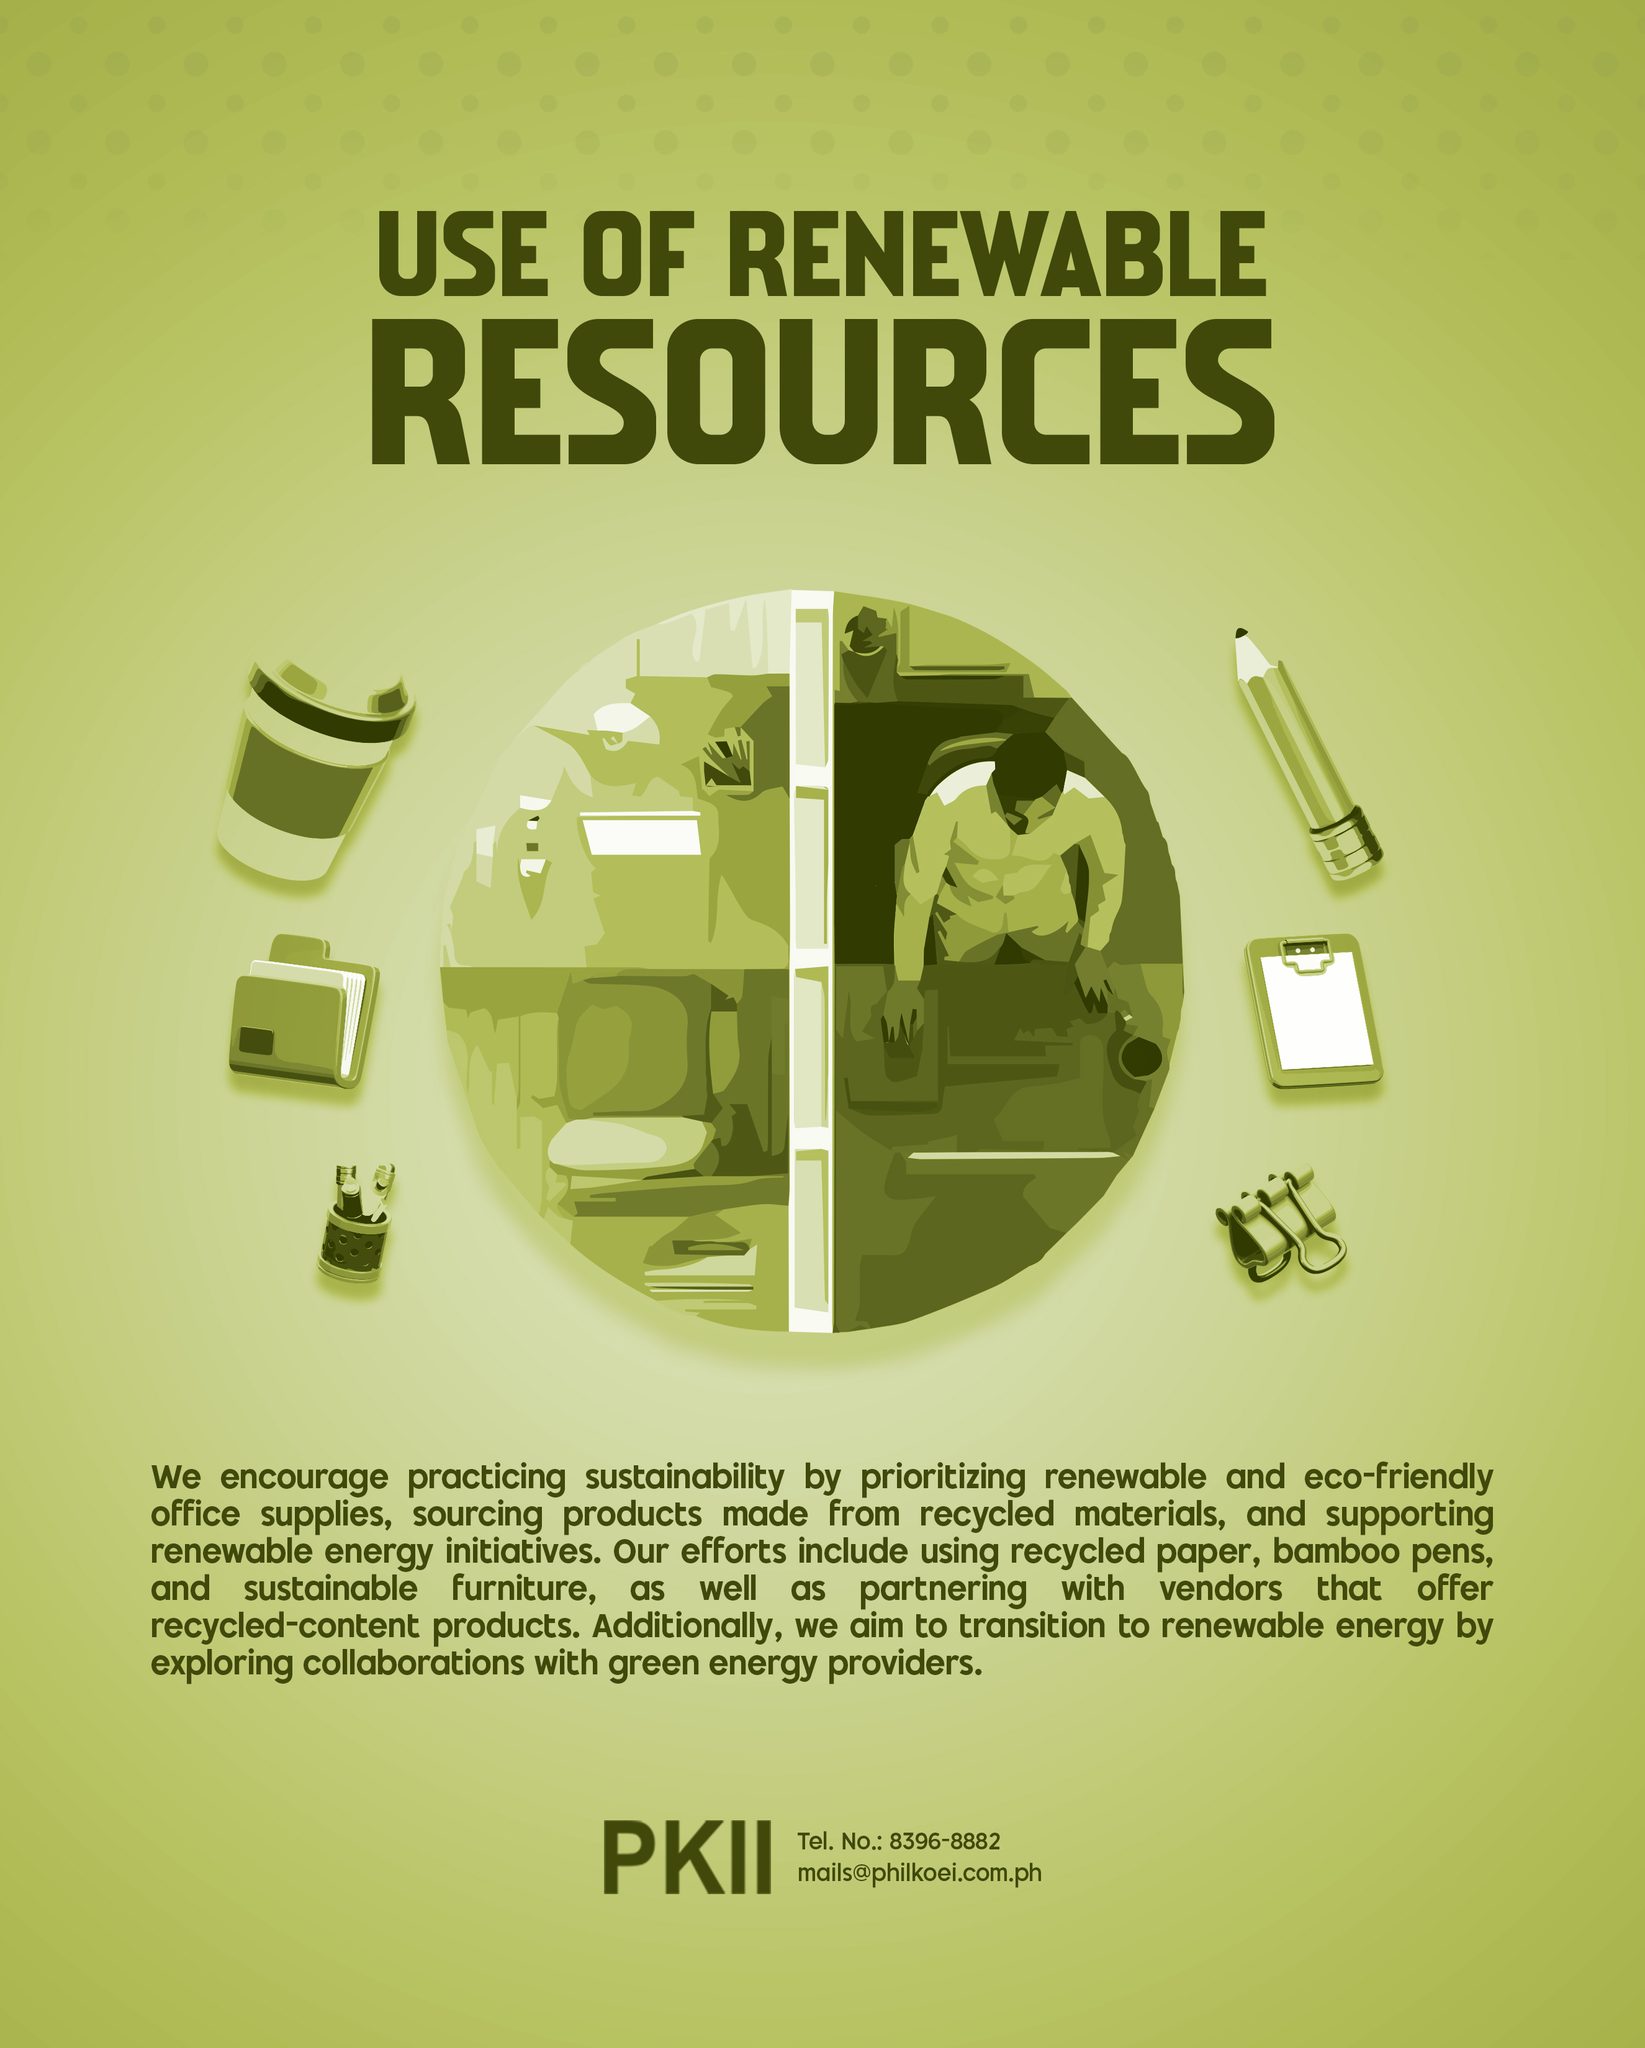 USE OF RENEWABLE
RESOURCES
We encourage practicing sustainability by prioritizing renewable and eco-friendly
office supplies, sourcing products made from recycled materials, and supporting
renewable energy initiatives. Our efforts include using recycled paper, bamboo pens,
and sustainable furniture, as well as partnering with vendors that offer
recycled-content products. Additionally, we aim to transition to renewable energy by
exploring collaborations with green energy providers.
PKII
Tel. No.: 8396-8882
mails@philkoei.com.ph